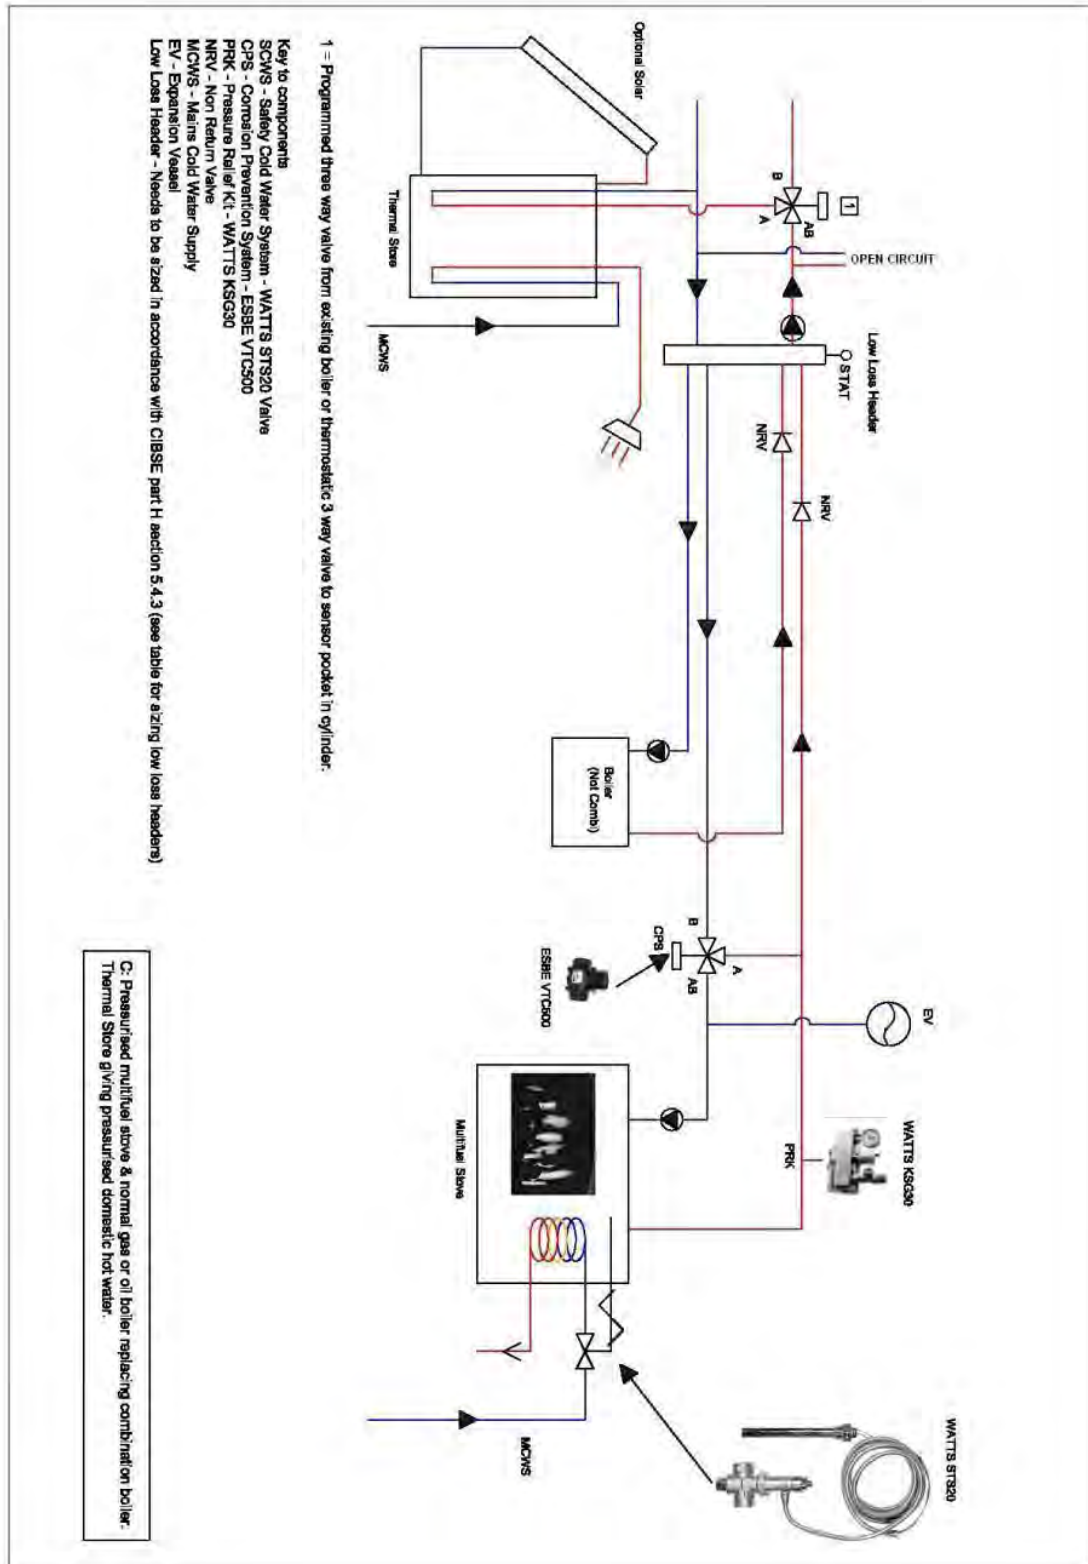 WATTS STS20
WATTS KSG30
EV
PRK
MCWS
Multifuel Stove
A
B
AB
CPS
ESBE VTC500
Boiler
(Not Combi)
NRV
NRV
Low Loss Header
STAT
OPEN CIRCUIT
1
AB
B
A
Optional Solar
Thermal Store
MCWS
1 = Programmed three way valve from existing boiler or thermostatic 3 way valve to sensor pocket in cylinder.
Key to components
SCWS - Safety Cold Water System - WATTS STS20 Valve
CPS - Corrosion Prevention System - ESBE VTC500
PRK - Pressure Relief Kit - WATTS KSG30
NRV - Non Return Valve
MCWS - Mains Cold Water Supply
EV - Expansion Vessel
Low Loss Header - Needs to be sized in accordance with CIBSE part H section 5.4.3 (see table for sizing low loss headers)
C: Pressurised multifuel stove & normal gas or oil boiler replacing combination boiler.
Thermal Store giving pressurised domestic hot water.